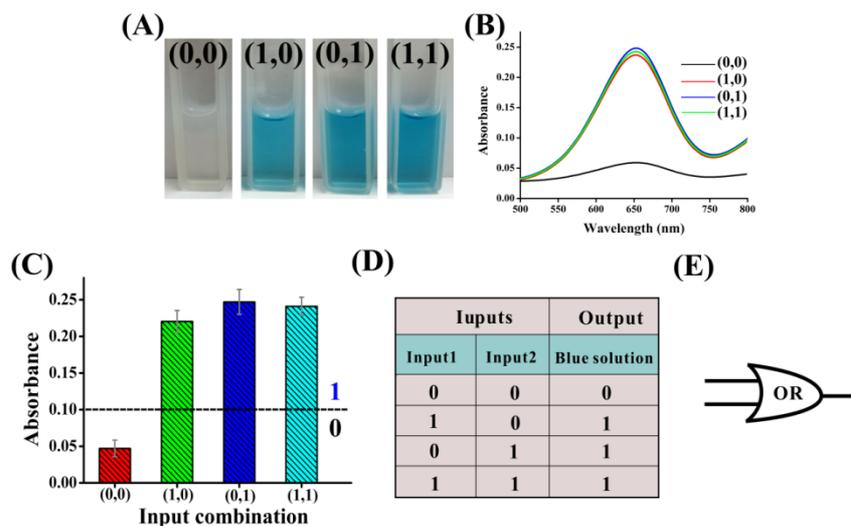 (A)
(0,0) (1,0) (0,1) (1,1)
(B)
Absorbance
0.25
0.20
0.15
0.10
0.05
0.00
500 550 600 650 700 750 800
Wavelength (nm)
(0,0)
(1,0)
(0,1)
(1,1)
(C)
Absorbance
0.25
0.20
0.10
0.05
0.00
1
0
(0,0) (1,0) (0,1) (1,1)
Input combination
(D)
Iuputs Output
Input1 Input2 Blue solution
0 0 0
1 0 1
0 1 1
1 1 1
(E)
OR